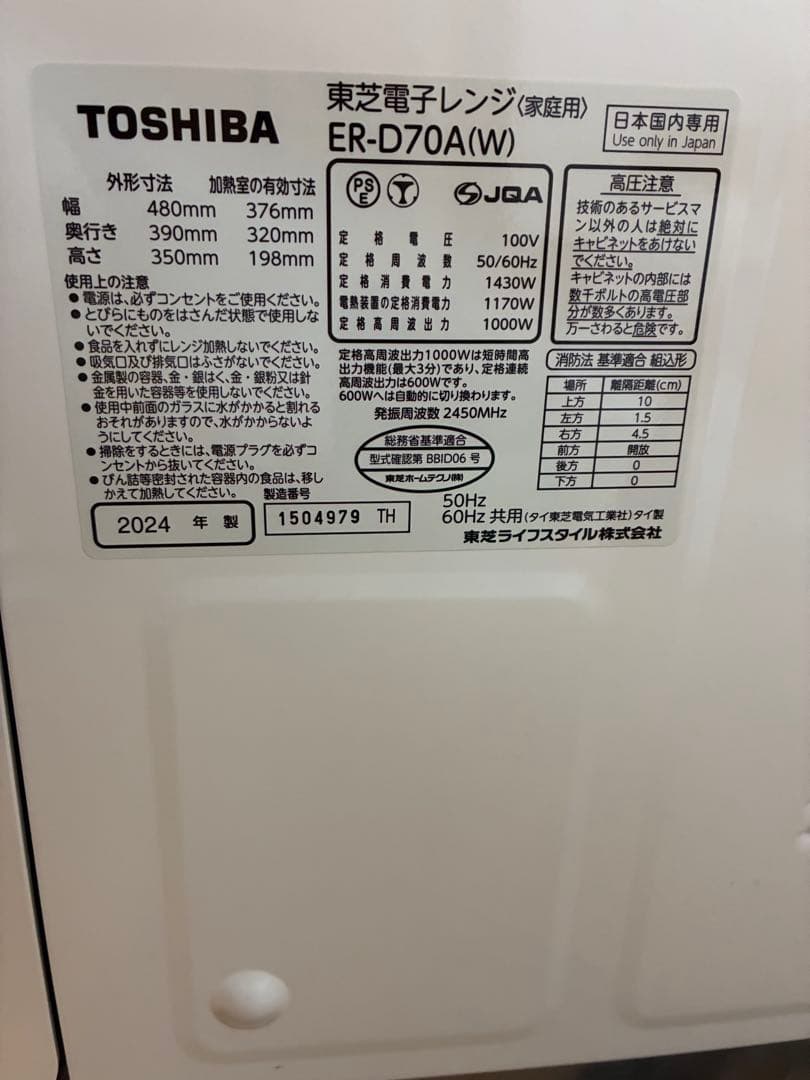 TOSHIBA
東芝電子レンジ〈家庭用〉
ER-D70A(W)
日本国内専用
Use only in Japan
外形寸法 加熱室の有効寸法
幅 480mm 376mm
奥行き 390mm 320mm
高さ 350mm 198mm
使用上の注意
●電源は、必ずコンセントをご使用ください。
●とびらにものをはさんだ状態で使用しな
いでください。
●食品を入れずにレンジ加熱しないでください。
●吸気口及び排気口はふさがないでください。
●金属製の容器、金・銀はく、金・銀粉又は針
金を用いた容器等を使用しないでください。
●使用中前面のガラスに水がかかると割れる
おそれがありますので、水がかからないよ
うにしてください。
●掃除をするときには、電源プラグを必ずコ
ンセントから抜いてください。
●びん詰等密封された容器内の食品は、移し
かえて加熱してください。
PS
E
JQA
定格電圧 100V
定格周波数 50/60Hz
定格消費電力 1430W
電熱装置の定格消費電力 1170W
定格高周波出力 1000W
定格高周波出力1000Wは短時間高
出力機能(最大3分)であり、定格連続
高周波出力は600Wです。
600Wへは自動的に切り換わります。
発振周波数 2450MHz
総務省基準適合
型式確認第 BBID06 号
東芝ホームテクノ(株)
高圧注意
技術のあるサービスマ
ン以外の人は絶対に
キャビネットをあけない
でください。
キャビネットの内部には
数千ボルトの高電圧部
分が数多くあります。
万一さわると危険です。
消防法 基準適合 組込形
場所 離隔距離(cm)
上方 10
左方 1.5
右方 4.5
前方 開放
後方 0
下方 0
2024 年 製
製造番号
1504979 TH
50Hz
60Hz 共用(タイ東芝電気工業社)タイ製
東芝ライフスタイル株式会社